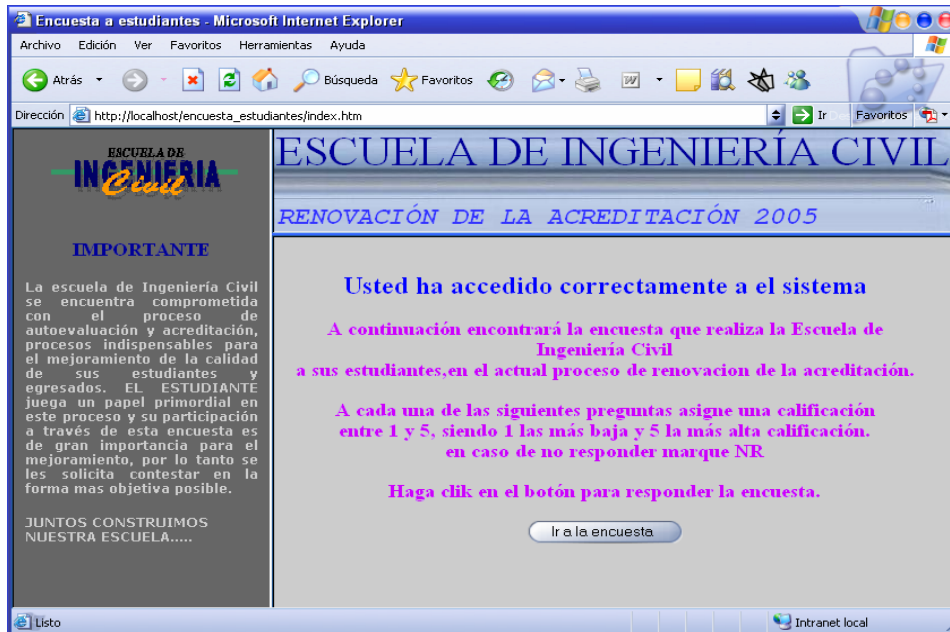 Encuesta a estudiantes - Microsoft Internet Explorer
Archivo Edición Ver Favoritos Herramientas Ayuda
Atrás Búsqueda Favoritos
Dirección http://localhost/encuesta_estudiantes/index.htm Ir Favoritos
ESCUELA DE
INGENIERIA
Civil
IMPORTANTE
La escuela de Ingeniería Civil
se encuentra comprometida
con el proceso de
autoevaluación y acreditación,
procesos indispensables para
el mejoramiento de la calidad
de sus estudiantes y
egresados. EL ESTUDIANTE
juega un papel primordial en
este proceso y su participación
a través de esta encuesta es
de gran importancia para el
mejoramiento, por lo tanto se
les solicita contestar en la
forma mas objetiva posible.
JUNTOS CONSTRUIMOS
NUESTRA ESCUELA.....
ESCUELA DE INGENIERÍA CIVIL
RENOVACIÓN DE LA ACREDITACIÓN 2005
Usted ha accedido correctamente a el sistema
A continuación encontrará la encuesta que realiza la Escuela de
Ingeniería Civil
a sus estudiantes,en el actual proceso de renovacion de la acreditación.
A cada una de las siguientes preguntas asigne una calificación
entre 1 y 5, siendo 1 las más baja y 5 la más alta calificación.
en caso de no responder marque NR
Haga clik en el botón para responder la encuesta.
Ir a la encuesta
Listo Intranet local